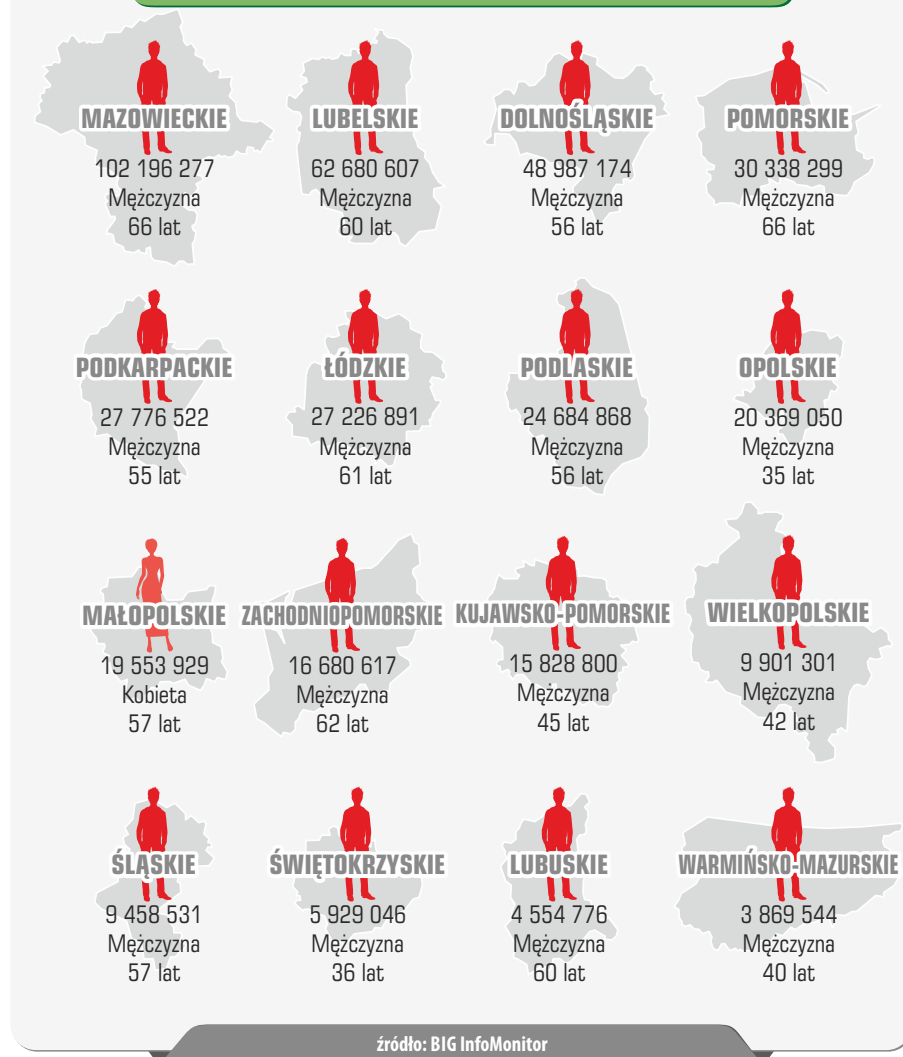 MAZOWIECKIE
102 196 277
Mężczyzna
66 lat
LUBELSKIE
62 680 607
Mężczyzna
60 lat
DOLNOŚLĄSKIE
48 987 174
Mężczyzna
56 lat
POMORSKIE
30 338 299
Mężczyzna
66 lat
PODKARPACKIE
27 776 522
Mężczyzna
55 lat
ŁÓDZKIE
27 226 891
Mężczyzna
61 lat
PODLASKIE
24 684 868
Mężczyzna
56 lat
OPOLSKIE
20 369 050
Mężczyzna
35 lat
MAŁOPOLSKIE
19 553 929
Kobieta
57 lat
ZACHODNIOPOMORSKIE
16 680 617
Mężczyzna
62 lat
KUJAWSKO-POMORSKIE
15 828 800
Mężczyzna
45 lat
WIELKOPOLSKIE
9 901 301
Mężczyzna
42 lat
ŚLĄSKIE
9 458 531
Mężczyzna
57 lat
ŚWIĘTOKRZYSKIE
5 929 046
Mężczyzna
36 lat
LUBUSKIE
4 554 776
Mężczyzna
60 lat
WARMIŃSKO-MAZURSKIE
3 869 544
Mężczyzna
40 lat
źródło: BIG InfoMonitor